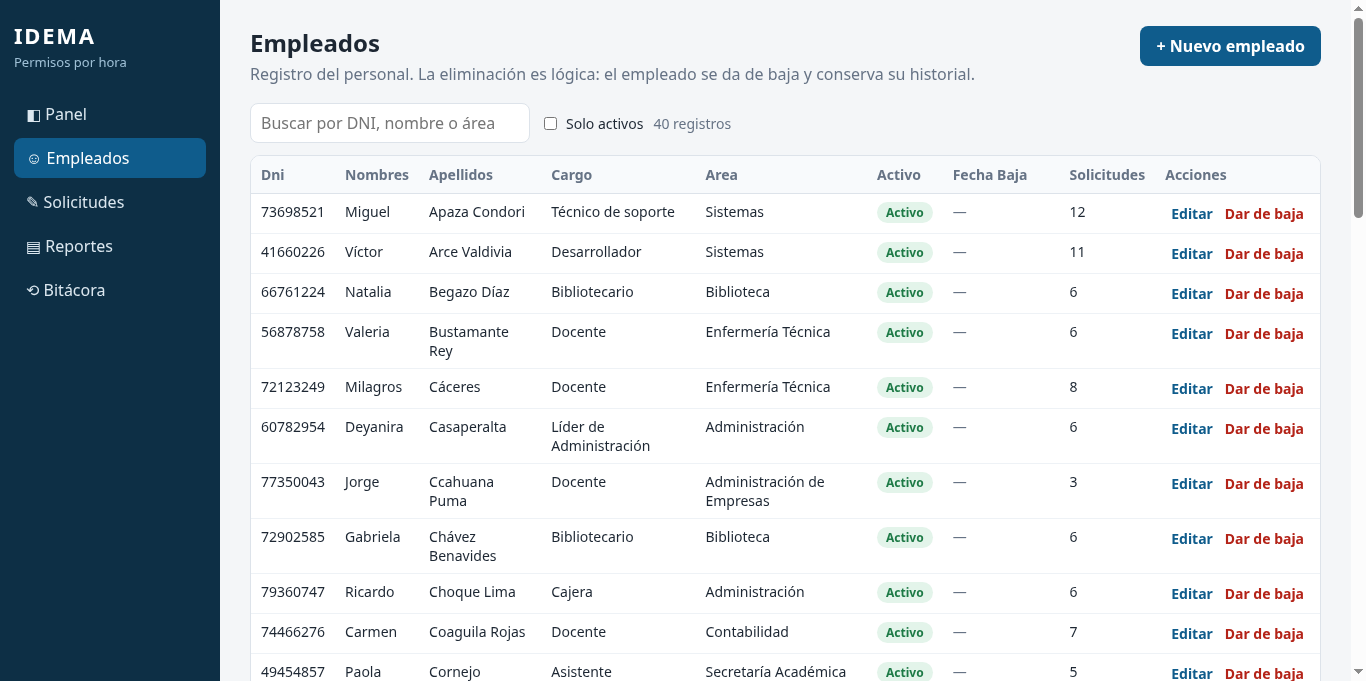 IDEMA
Permisos por hora
◧ Panel
☺ Empleados
✎ Solicitudes
▤ Reportes
⟲ Bitácora
Empleados
+ Nuevo empleado
Registro del personal. La eliminación es lógica: el empleado se da de baja y conserva su historial.
Buscar por DNI, nombre o área
Solo activos 40 registros
Dni Nombres Apellidos Cargo Area Activo Fecha Baja Solicitudes Acciones
73698521 Miguel Apaza Condori Técnico de soporte Sistemas Activo — 12 Editar Dar de baja
41660226 Víctor Arce Valdivia Desarrollador Sistemas Activo — 11 Editar Dar de baja
66761224 Natalia Begazo Díaz Bibliotecario Biblioteca Activo — 6 Editar Dar de baja
56878758 Valeria Bustamante Docente Enfermería Técnica Activo — 6 Editar Dar de baja
Rey
72123249 Milagros Cáceres Docente Enfermería Técnica Activo — 8 Editar Dar de baja
60782954 Deyanira Casaperalta Líder de Administración Activo — 6 Editar Dar de baja
Administración
77350043 Jorge Ccahuana Docente Administración de Activo — 3 Editar Dar de baja
Puma Empresas
72902585 Gabriela Chávez Bibliotecario Biblioteca Activo — 6 Editar Dar de baja
Benavides
79360747 Ricardo Choque Lima Cajera Administración Activo — 6 Editar Dar de baja
74466276 Carmen Coaguila Rojas Docente Contabilidad Activo — 7 Editar Dar de baja
49454857 Paola Cornejo Asistente Secretaría Académica Activo — 5 Editar Dar de baja